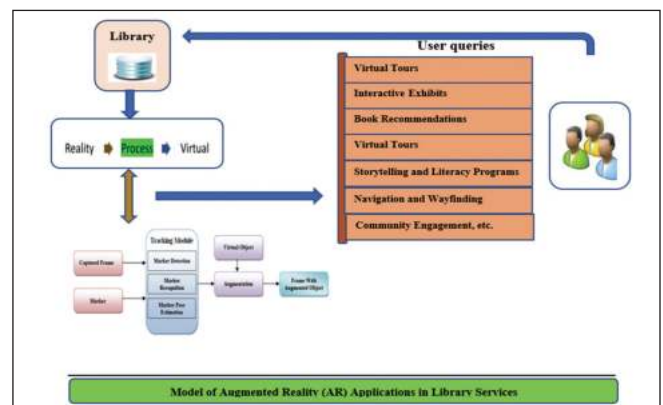 Library
User queries
Virtual Tours
Interactive Exhibits
Book Recommendations
Virtual Tours
Storytelling and Literacy Programs
Navigation and Wayfinding
Community Engagement, etc.
Reality Process Virtual
Tracking Module
Virtual Object
Captured Frame
Marker Detection
Marker
Recognition
Augmentation
Frame With
Augmented Object
Marker
Marker Pose
Estimation
Model of Augmented Reality (AR) Applications in Library Services